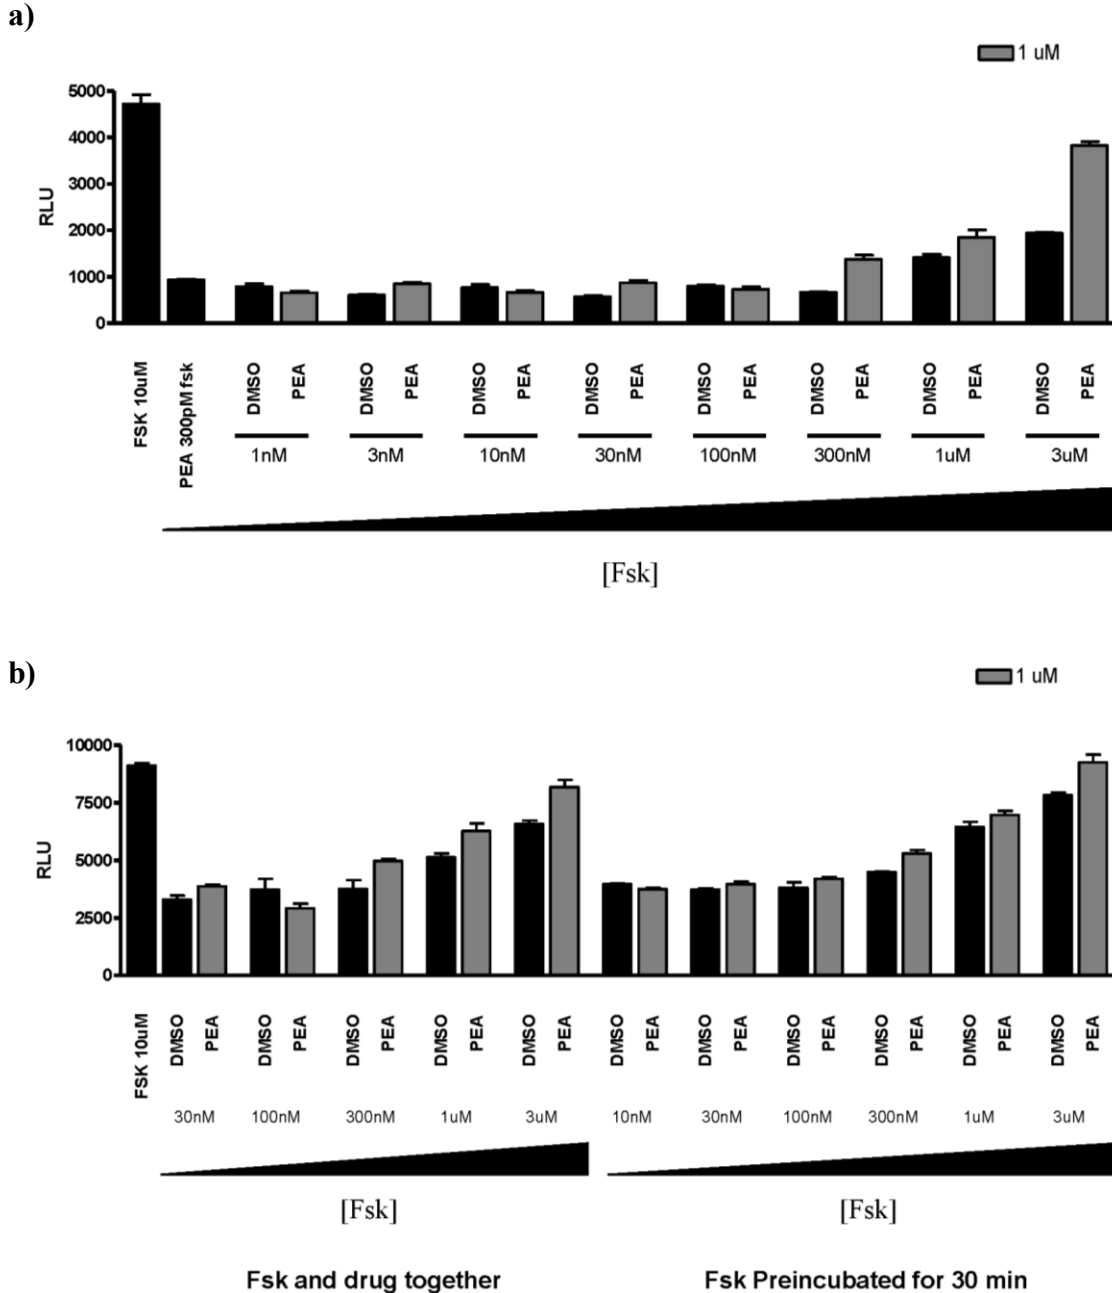 a)
1 uM
5000
4000
3000
2000
1000
0
RLU
FSK 10uM
PEA 300pM fsk
DMSO PEA DMSO PEA DMSO PEA DMSO PEA DMSO PEA DMSO PEA DMSO PEA DMSO PEA
1nM 3nM 10nM 30nM 100nM 300nM 1uM 3uM
[Fsk]
b)
1 uM
10000
7500
5000
2500
0
RLU
FSK 10uM
DMSO PEA DMSO PEA DMSO PEA DMSO PEA DMSO PEA DMSO PEA DMSO PEA DMSO PEA DMSO PEA DMSO PEA DMSO PEA
30nM 100nM 300nM 1uM 3uM 10nM 30nM 100nM 300nM 1uM 3uM
[Fsk] [Fsk]
Fsk and drug together Fsk Preincubated for 30 min